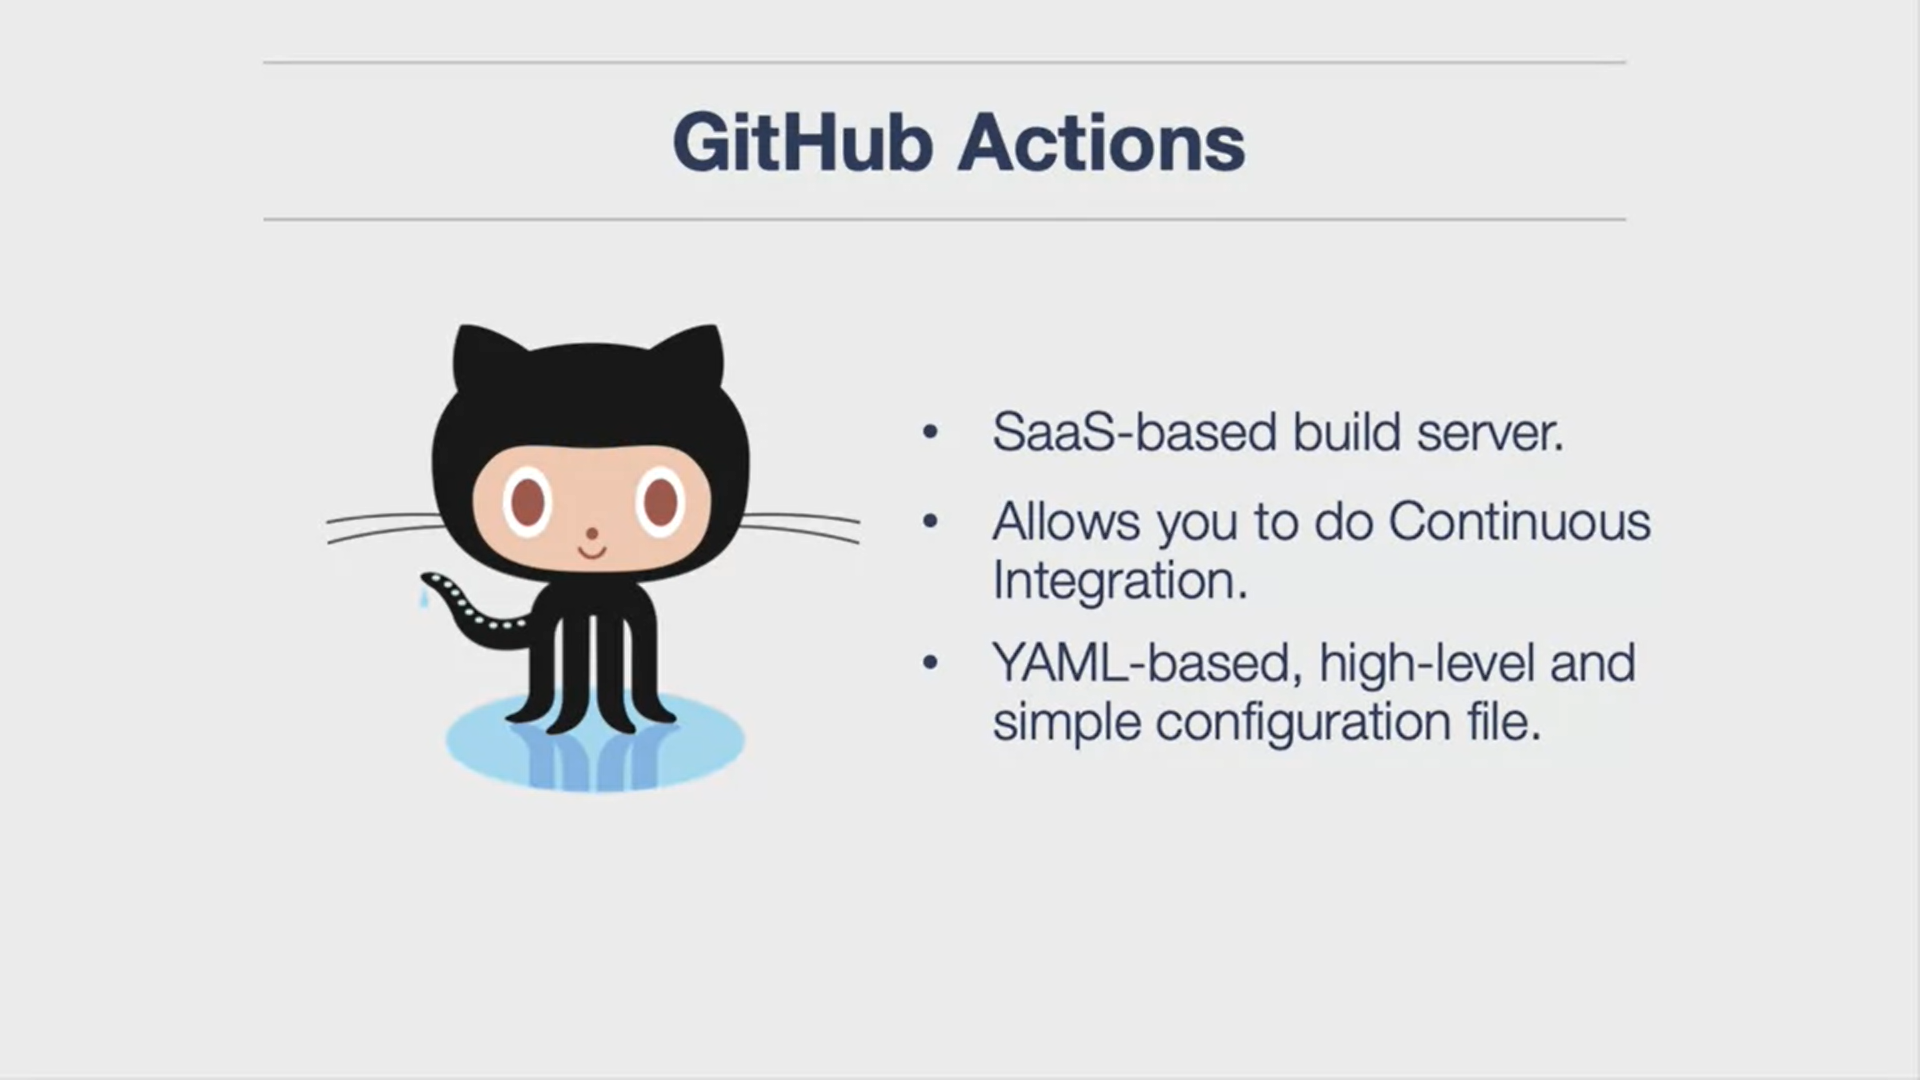 GitHub Actions
• SaaS-based build server.
• Allows you to do Continuous
Integration.
• YAML-based, high-level and
simple configuration file.